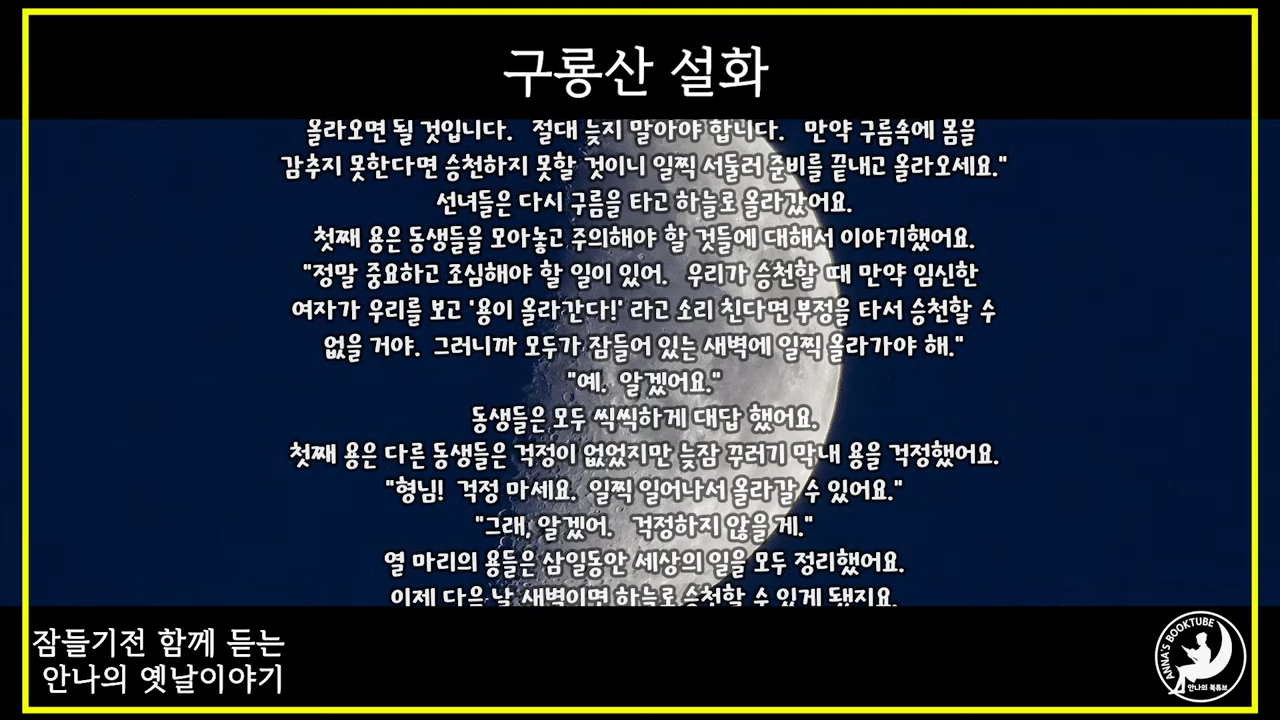 구룡산 설화
올라오면 될 것입니다. 절대 늦지 말아야 합니다. 만약 구름속에 몸을
감추지 못한다면 승천하지 못할 것이니 일찍 서둘러 준비를 끝내고 올라오세요."
선녀들은 다시 구름을 타고 하늘로 올라갔어요.
첫째 용은 동생들을 모아놓고 주의해야 할 것들에 대해서 이야기했어요.
"정말 중요하고 조심해야 할 일이 있어. 우리가 승천할 때 만약 임신한
여자가 우리를 보고 '용이 올라간다!' 라고 소리 친다면 부정을 타서 승천할 수
없을 거야. 그러니까 모두가 잠들어 있는 새벽에 일찍 올라가야 해."
"예. 알겠어요."
동생들은 모두 씩씩하게 대답 했어요.
첫째 용은 다른 동생들은 걱정이 없었지만 늦잠 꾸러기 막내 용을 걱정했어요.
"형님! 걱정 마세요. 일찍 일어나서 올라갈 수 있어요."
"그래, 알겠어. 걱정하지 않을 게."
열 마리의 용들은 삼일동안 세상의 일을 모두 정리했어요.
이제 다음 날 새벽이면 하늘로 승천할 수 있게 됐지요.
잠들기전 함께 듣는
안나의 옛날이야기
ANNA'S BOOKTUBE
안나의 북튜브